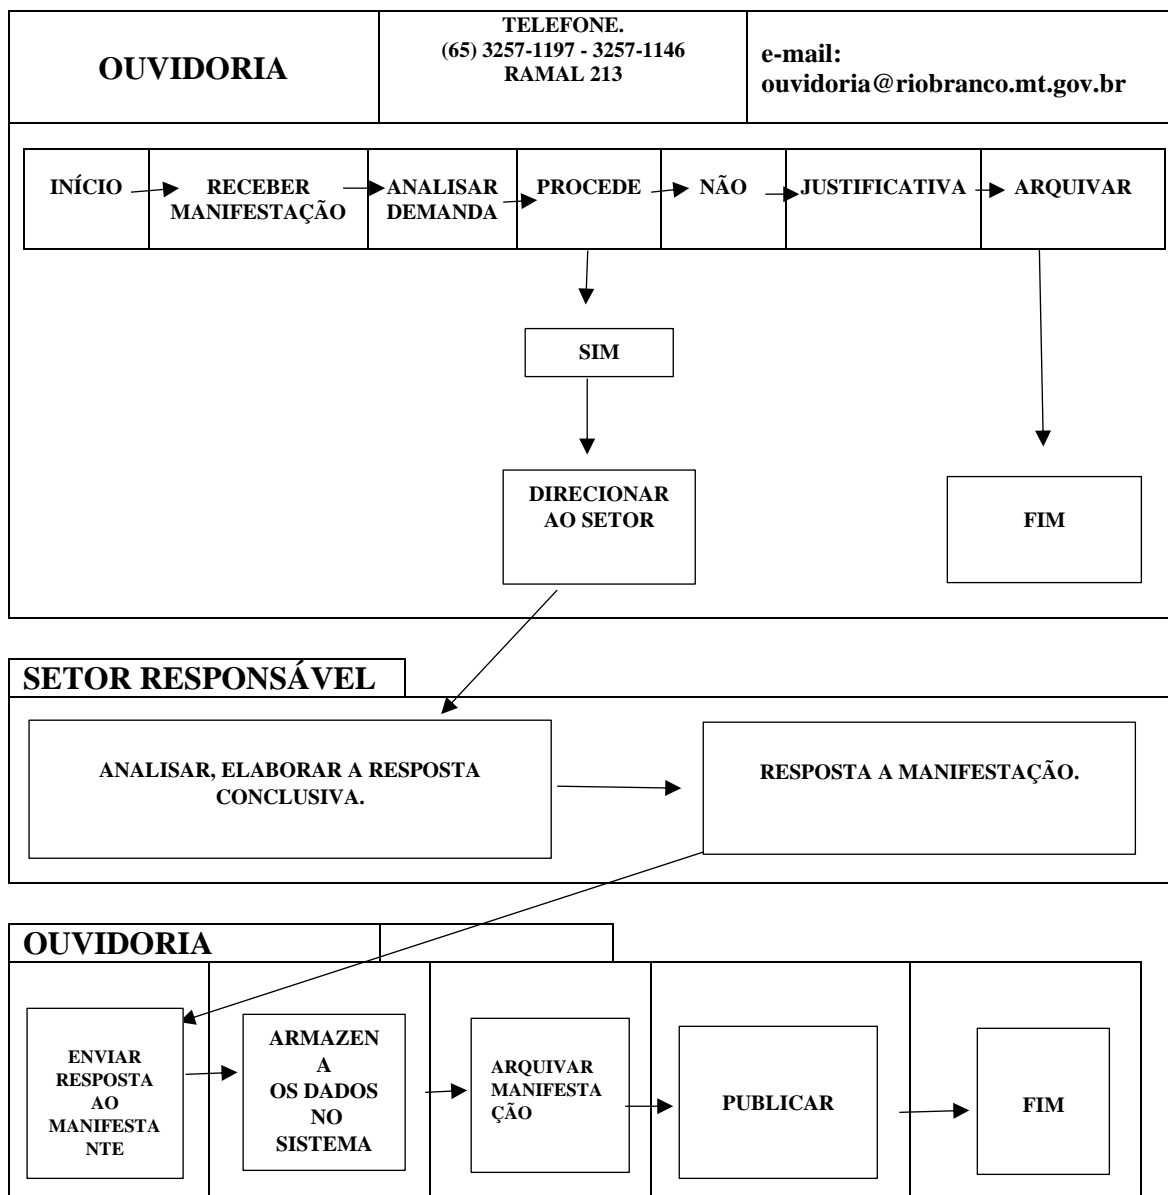 OUVIDORIA
TELEFONE.
(65) 3257-1197 - 3257-1146
RAMAL 213
e-mail:
ouvidoria@riobranco.mt.gov.br
INÍCIO
RECEBER
MANIFESTAÇÃO
ANALISAR
DEMANDA
PROCEDE
NÃO
JUSTIFICATIVA
ARQUIVAR
SIM
DIRECIONAR
AO SETOR
FIM
SETOR RESPONSÁVEL
ANALISAR, ELABORAR A RESPOSTA
CONCLUSIVA.
RESPOSTA A MANIFESTAÇÃO.
OUVIDORIA
ENVIAR
RESPOSTA
AO
MANIFESTA
NTE
ARMAZEN
A
OS DADOS
NO
SISTEMA
ARQUIVAR
MANIFESTA
ÇÃO
PUBLICAR
FIM